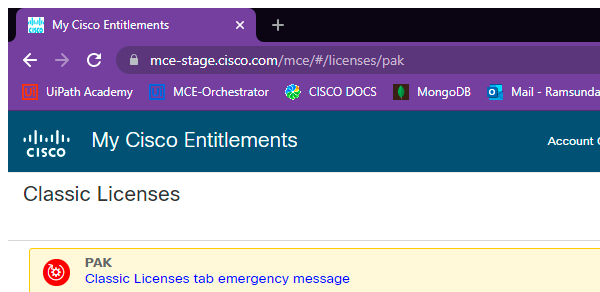 My Cisco Entitlements
mce-stage.cisco.com/mce/#/licenses/pak
UiPath Academy MCE-Orchestrator CISCO DOCS MongoDB Mail - Ramsunda
CISCO My Cisco Entitlements Account
Classic Licenses
PAK
Classic Licenses tab emergency message